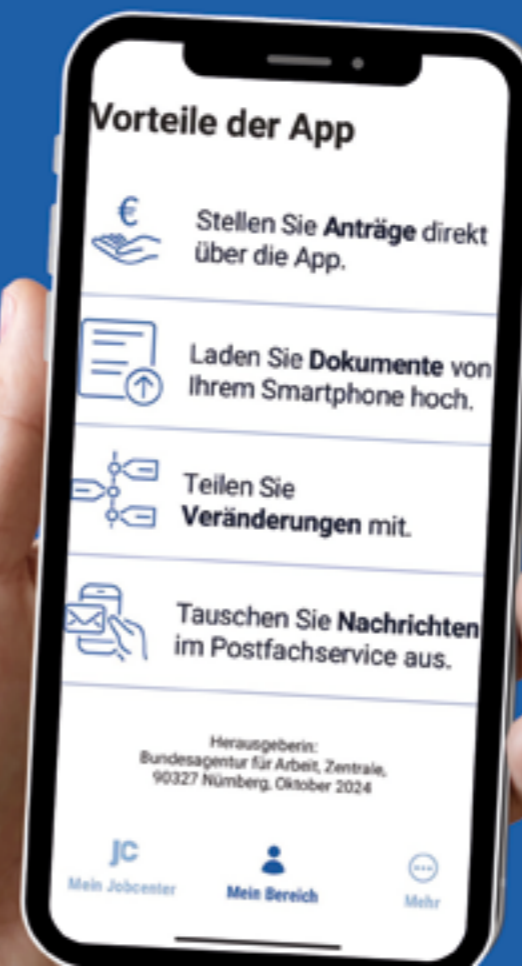 Vorteile der App
€
Stellen Sie Anträge direkt
über die App.
Laden Sie Dokumente von
Ihrem Smartphone hoch.
Teilen Sie
Veränderungen mit.
Tauschen Sie Nachrichten
im Postfachservice aus.
Herausgeberin:
Bundesagentur für Arbeit, Zentrale,
90327 Nürnberg, Oktober 2024
JC
Mein Jobcenter
Mein Bereich
Mehr